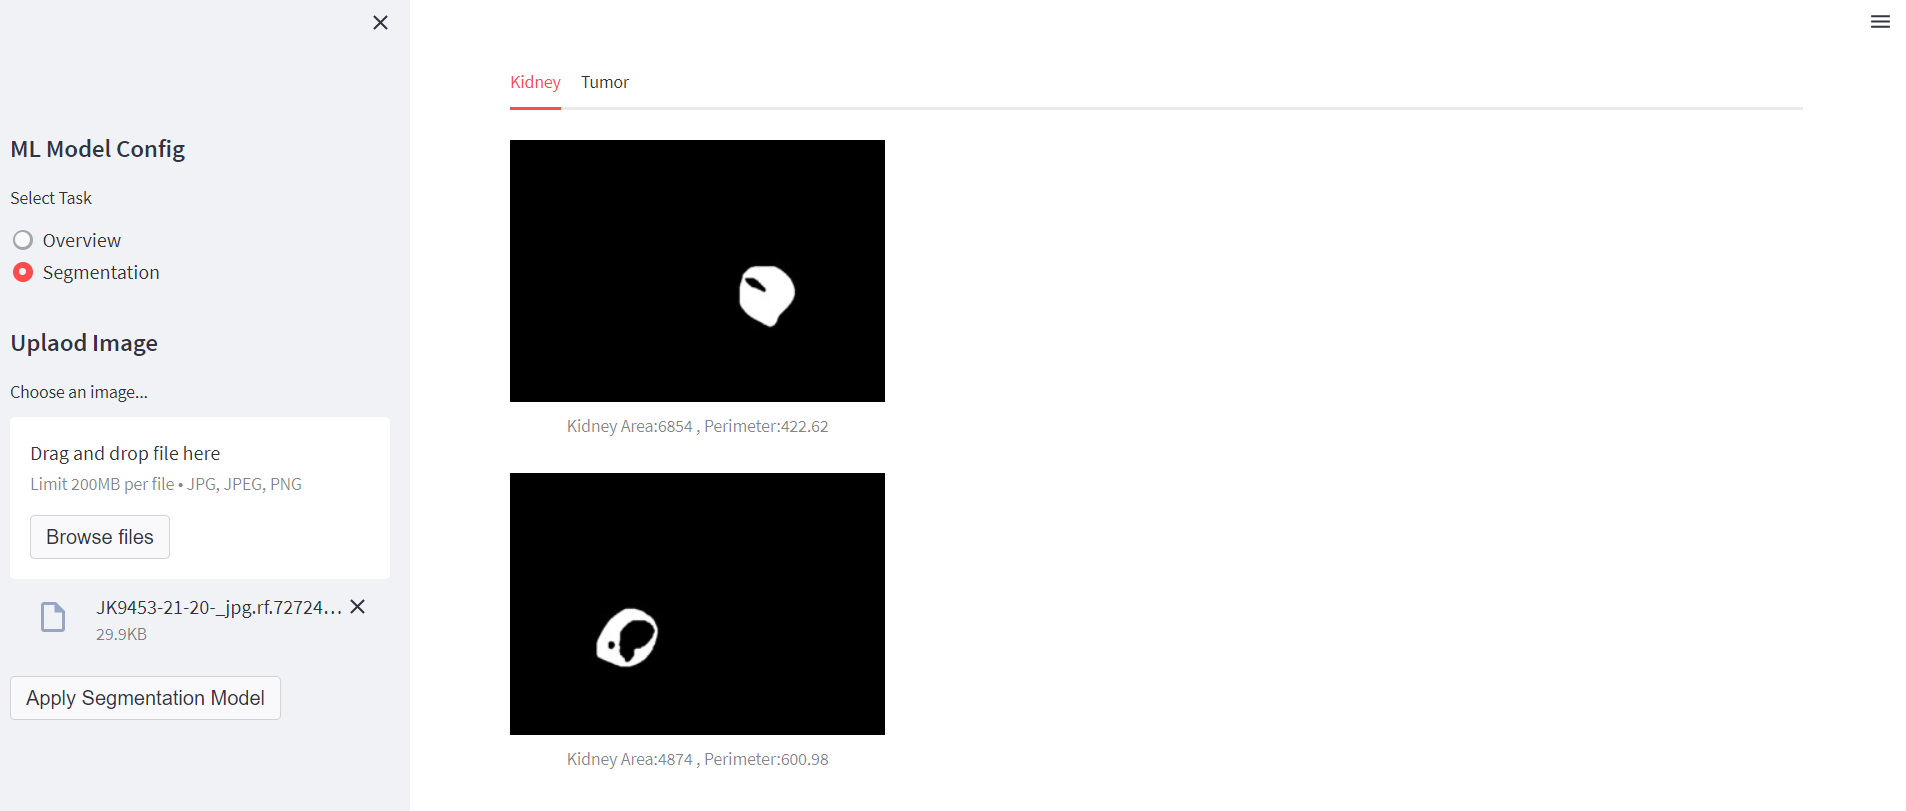 ML Model Config
Select Task
Overview
Segmentation
Uplaod Image
Choose an image...
Drag and drop file here
Limit 200MB per file • JPG, JPEG, PNG
Browse files
JK9453-21-20-_jpg.rf.72724...
29.9KB
Apply Segmentation Model
Kidney Tumor
Kidney Area:6854 , Perimeter:422.62
Kidney Area:4874 , Perimeter:600.98